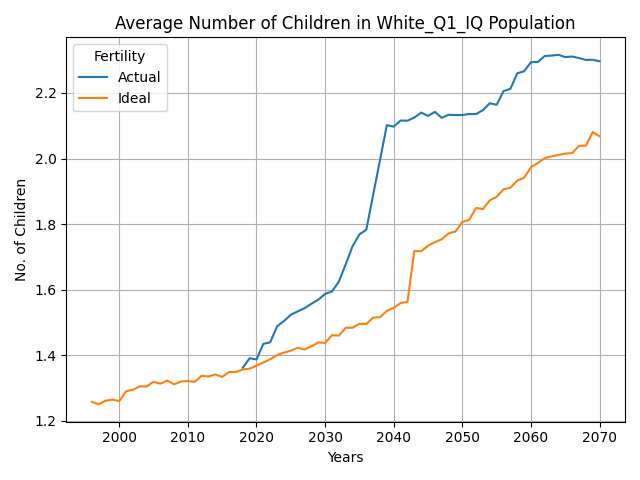 Average Number of Children in White_Q1_IQ Population
Fertility
Actual
Ideal
No. of Children
2.2
2.0
1.8
1.6
1.4
1.2
2000 2010 2020 2030 2040 2050 2060 2070
Years